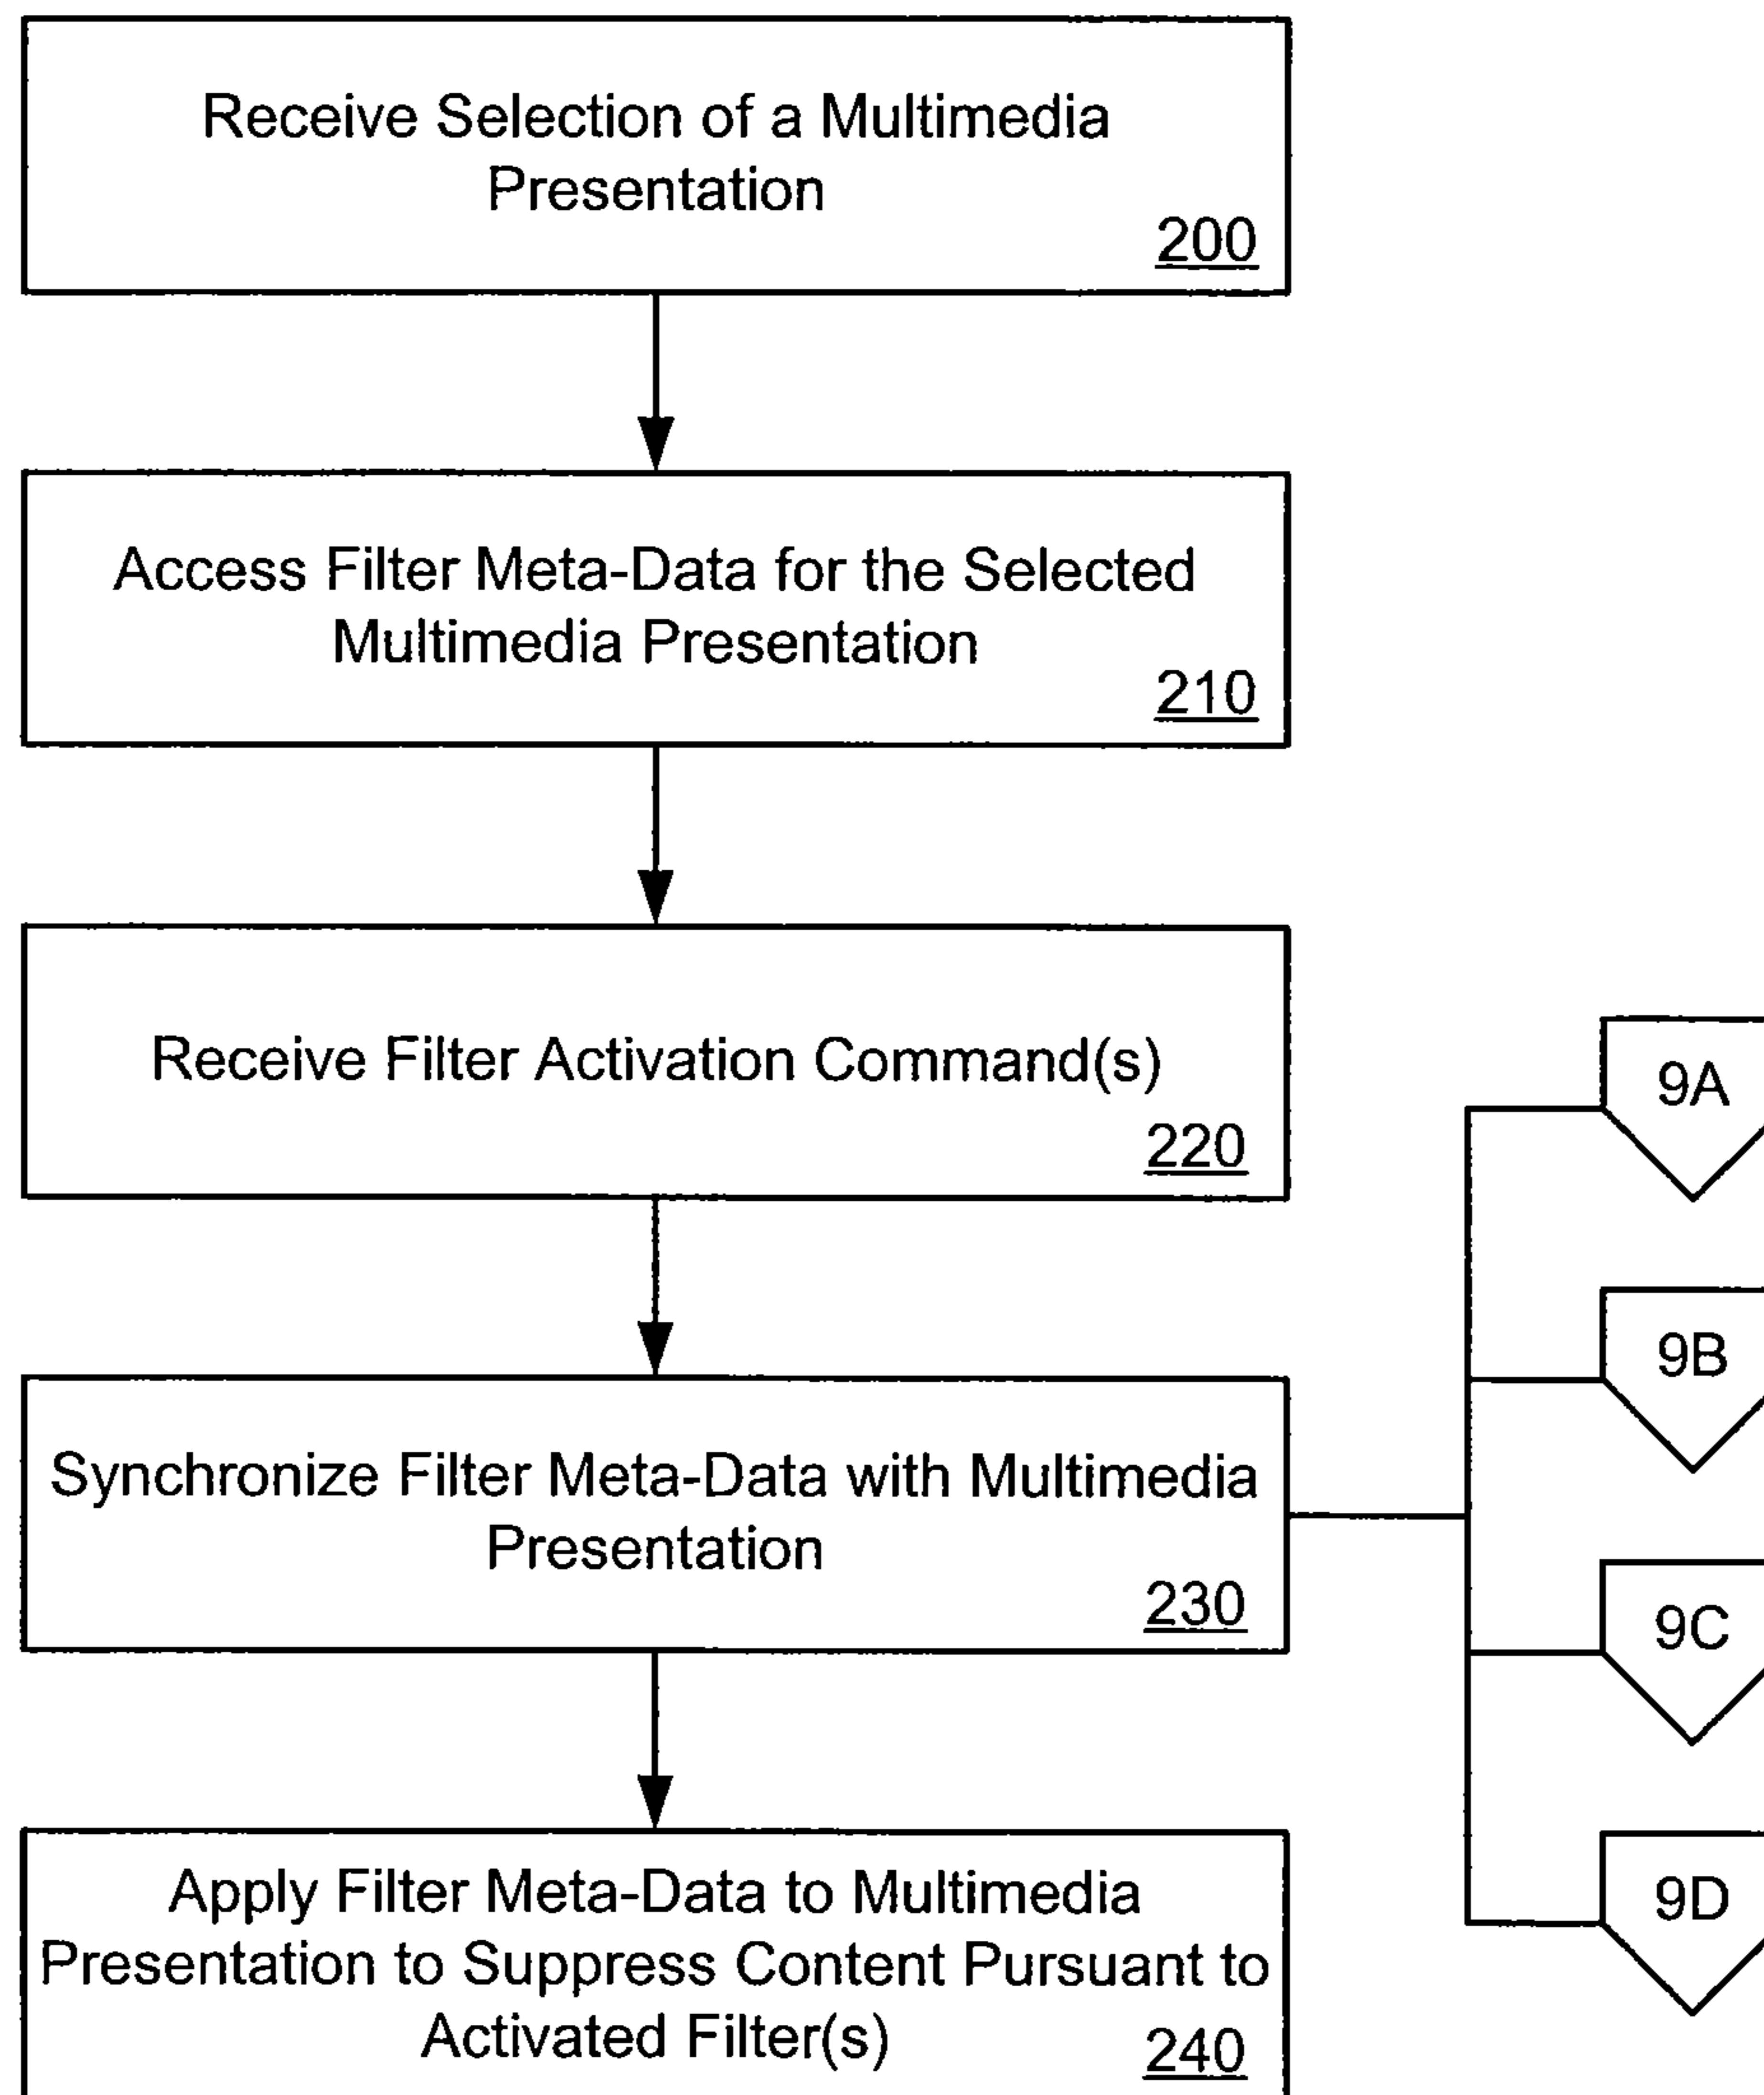 Receive Selection of a Multimedia
Presentation
200
Access Filter Meta-Data for the Selected
Multimedia Presentation
210
Receive Filter Activation Command(s)
220
Synchronize Filter Meta-Data with Multimedia
Presentation
230
Apply Filter Meta-Data to Multimedia
Presentation to Suppress Content Pursuant to
Activated Filter(s)
240
9A
9B
9C
9D